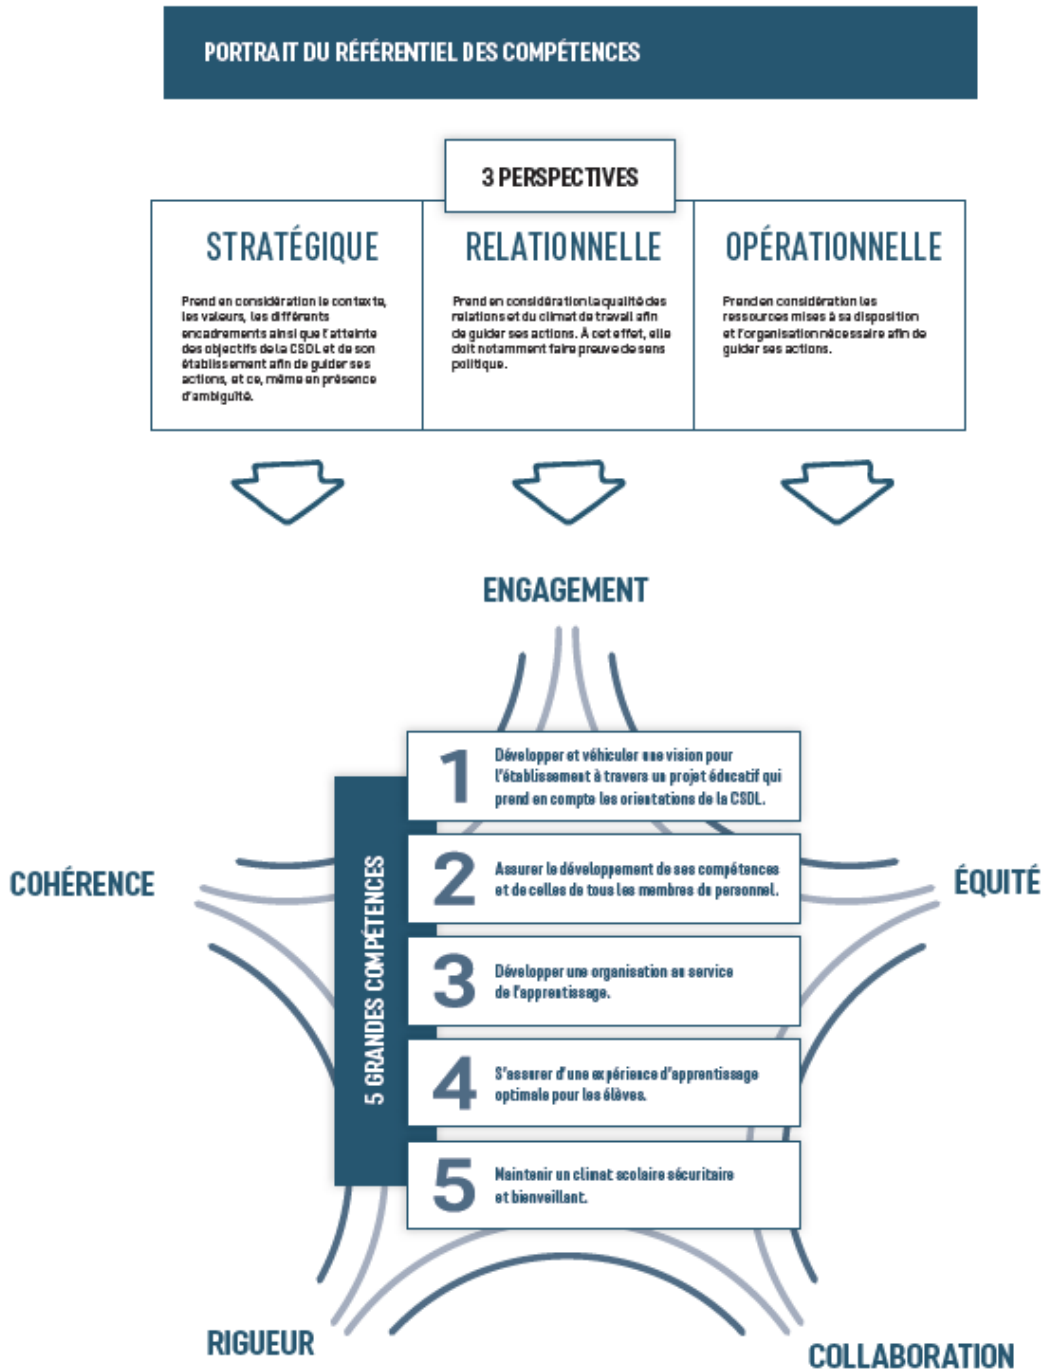 PORTRAIT DU RÉFÉRENTIEL DES COMPÉTENCES
3 PERSPECTIVES
STRATÉGIQUE
Prend en considération le contexte,
les valeurs, les différents
encadrements ainsi que l'atteinte
des objectifs de la CSDL et de son
établissement afin de guider ses
actions, et ce, même en présence
d'ambiguïté.
RELATIONNELLE
Prend en considération la qualité des
relations et du climat de travail afin
de guider ses actions. À cet effet, elle
doit notamment faire preuve de sens
politique.
OPÉRATIONNELLE
Prend en considération les
ressources mises à sa disposition
et l'organisation nécessaire afin de
guider ses actions.
ENGAGEMENT
COHÉRENCE
ÉQUITÉ
5 GRANDES COMPÉTENCES
1
Développer et véhiculer une vision pour
l'établissement à travers un projet éducatif qui
prend en compte les orientations de la CSDL.
2
Assurer le développement de ses compétences
et de celles de tous les membres du personnel.
3
Développer une organisation au service
de l'apprentissage.
4
S'assurer d'une expérience d'apprentissage
optimale pour les élèves.
5
Maintenir un climat scolaire sécuritaire
et bienveillant.
RIGUEUR
COLLABORATION